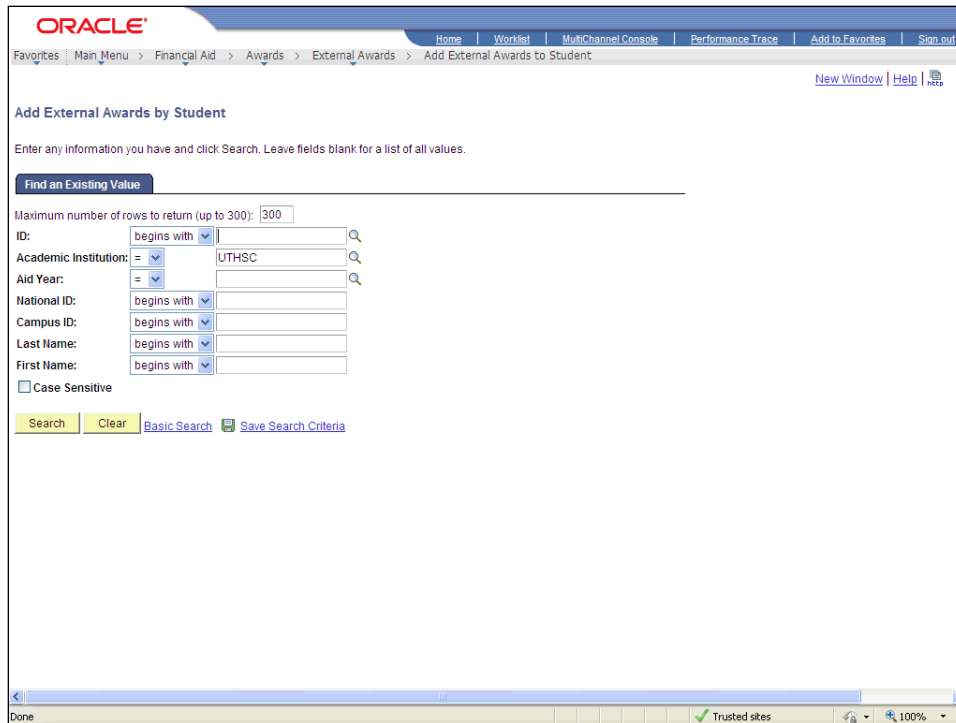 ORACLE'
Home | Worklist | MultiChannel Console | Performance Trace | Add to Favorites | Sign out
Favorites Main Menu > Financial Aid > Awards > External Awards > Add External Awards to Student
New Window | Help | http
Add External Awards by Student
Enter any information you have and click Search. Leave fields blank for a list of all values.
Find an Existing Value
Maximum number of rows to return (up to 300): 300
ID: begins with
Academic Institution: = UTHSC
Aid Year: =
National ID: begins with
Campus ID: begins with
Last Name: begins with
First Name: begins with
Case Sensitive
Search Clear Basic Search Save Search Criteria
Done Trusted sites 100%